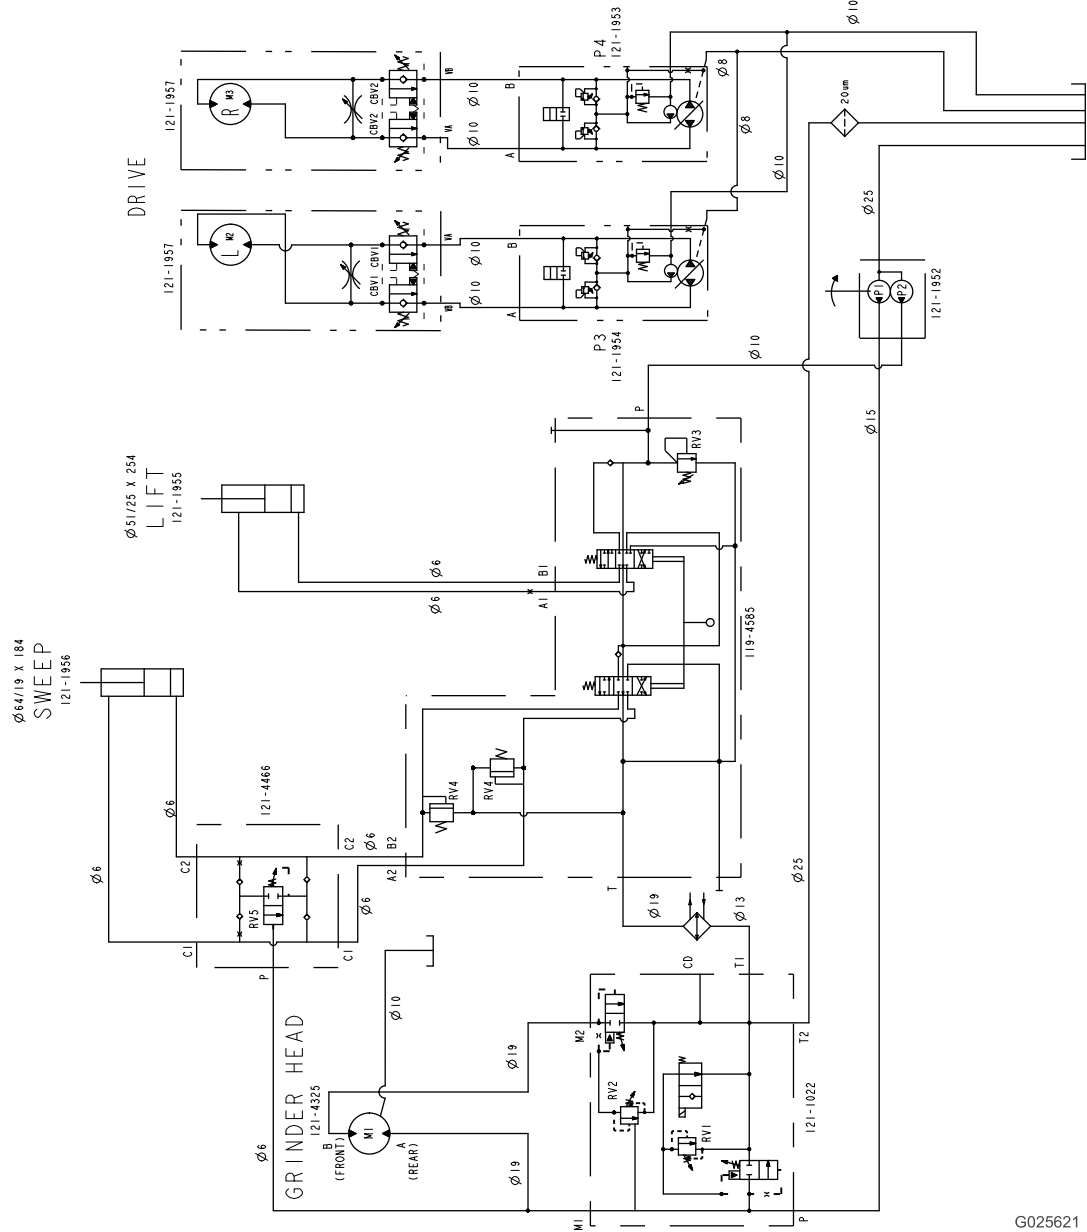 DRIVE
121-1957
R
M3
CBV2
CBV2
VB
VA
Ø10
Ø10
B
A
P4
121-1953
Ø8
Ø8
Ø10
Ø10
20um
121-1957
L
M2
CBV1
CBV1
VA
VB
Ø10
Ø10
B
A
P3
121-1954
Ø25
P1
P2
121-1952
Ø10
Ø15
Ø51/25 X 254
LIFT
121-1955
Ø6
Ø6
A1
B1
P
RV3
119-4585
Ø64/19 X 184
SWEEP
121-1956
Ø6
Ø6
121-4466
C2
C2
C1
C1
RV5
P
Ø6
Ø6
A2
B2
RV4
RV4
T
Ø19
Ø13
Ø25
GRINDER HEAD
121-4325
B
(FRONT)
M1
A
(REAR)
Ø10
Ø6
Ø19
Ø19
M2
CD
T1
T2
RV2
RV1
121-1022
M1
P
G025621